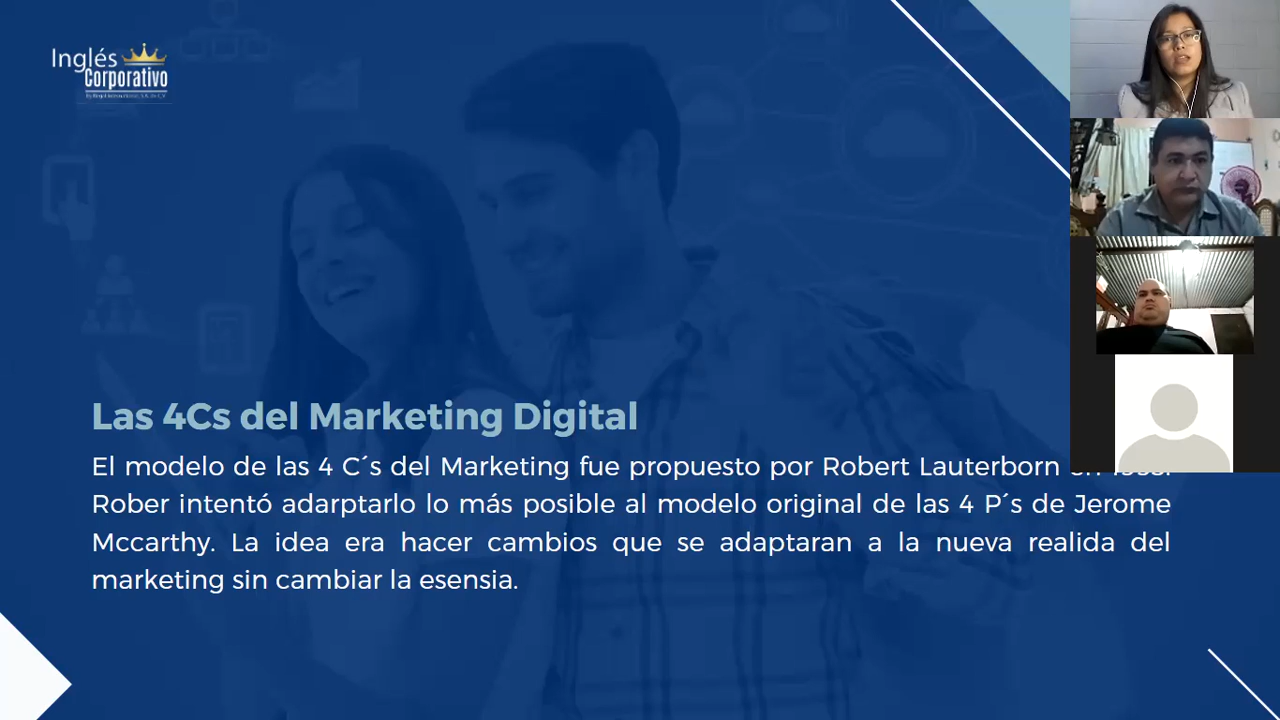 Inglés
Corporativo
Las 4Cs del Marketing Digital
El modelo de las 4 C´s del Marketing fue propuesto por Robert Lauterborn
Rober intentó adarptarlo lo más posible al modelo original de las 4 P´s de Jerome
Mccarthy. La idea era hacer cambios que se adaptaran a la nueva realida del
marketing sin cambiar la esensia.